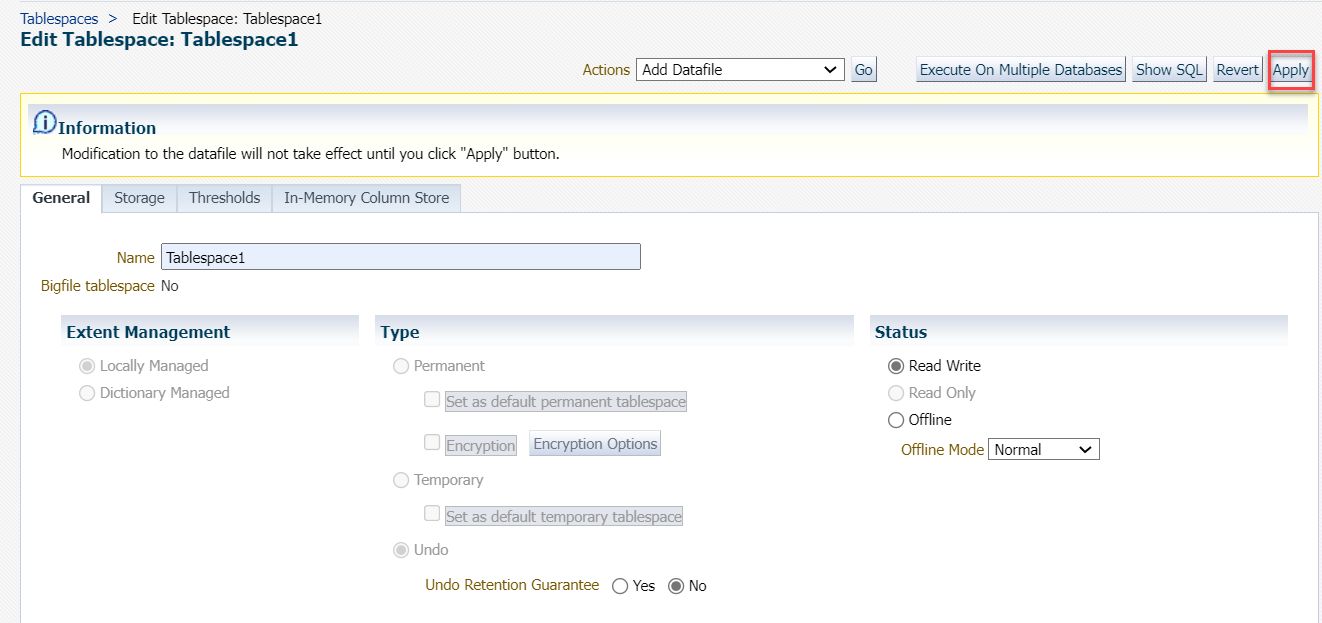 Tablespaces > Edit Tablespace: Tablespace1
Edit Tablespace: Tablespace1
Actions Add Datafile Go Execute On Multiple Databases Show SQL Revert Apply
Information
Modification to the datafile will not take effect until you click "Apply" button.
General Storage Thresholds In-Memory Column Store
Name Tablespace1
Bigfile tablespace No
Extent Management
Locally Managed
Dictionary Managed
Type
Permanent
Set as default permanent tablespace
Encryption Encryption Options
Temporary
Set as default temporary tablespace
Undo
Undo Retention Guarantee Yes No
Status
Read Write
Read Only
Offline
Offline Mode Normal